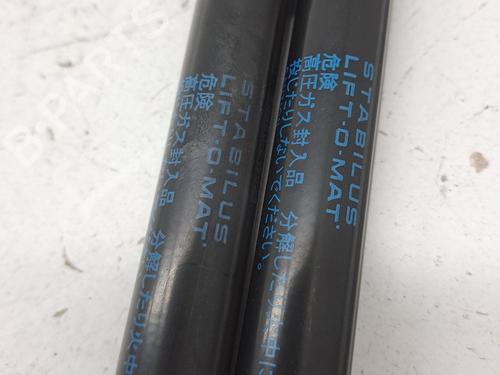 STABILUS
LIFT-O-MAT
危険
高圧ガス封入品 分解したり火中
STABILUS
LIFT-O-MAT
危険
高圧ガス封入品 分解したり火中に
投じたりしないでください。